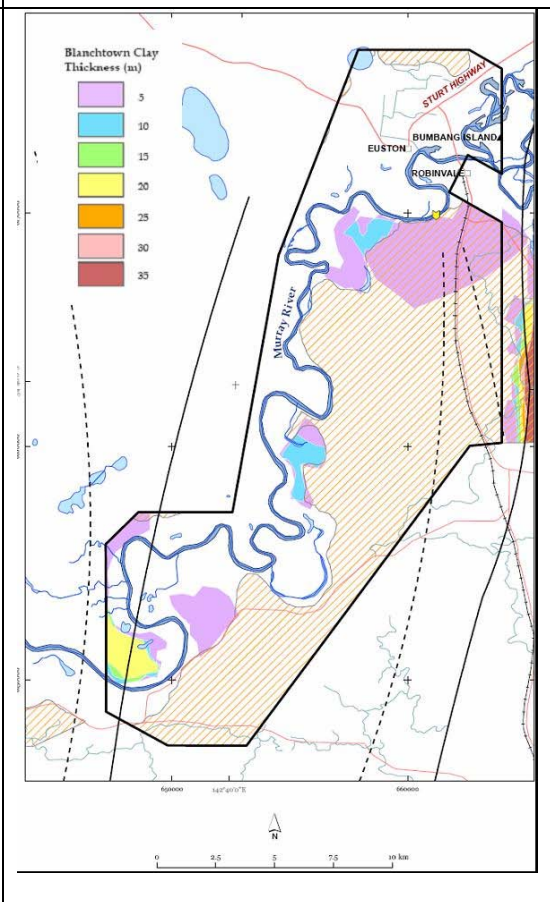 Blanchtown Clay
Thickness (m)
5
10
15
20
25
30
35
STURT HIGHWAY
BUMBANG ISLAND
EUSTON
ROBINVALE
Murray River
650000
142°40'0"E
660000
N
0
2.5
5
7.5
10 km